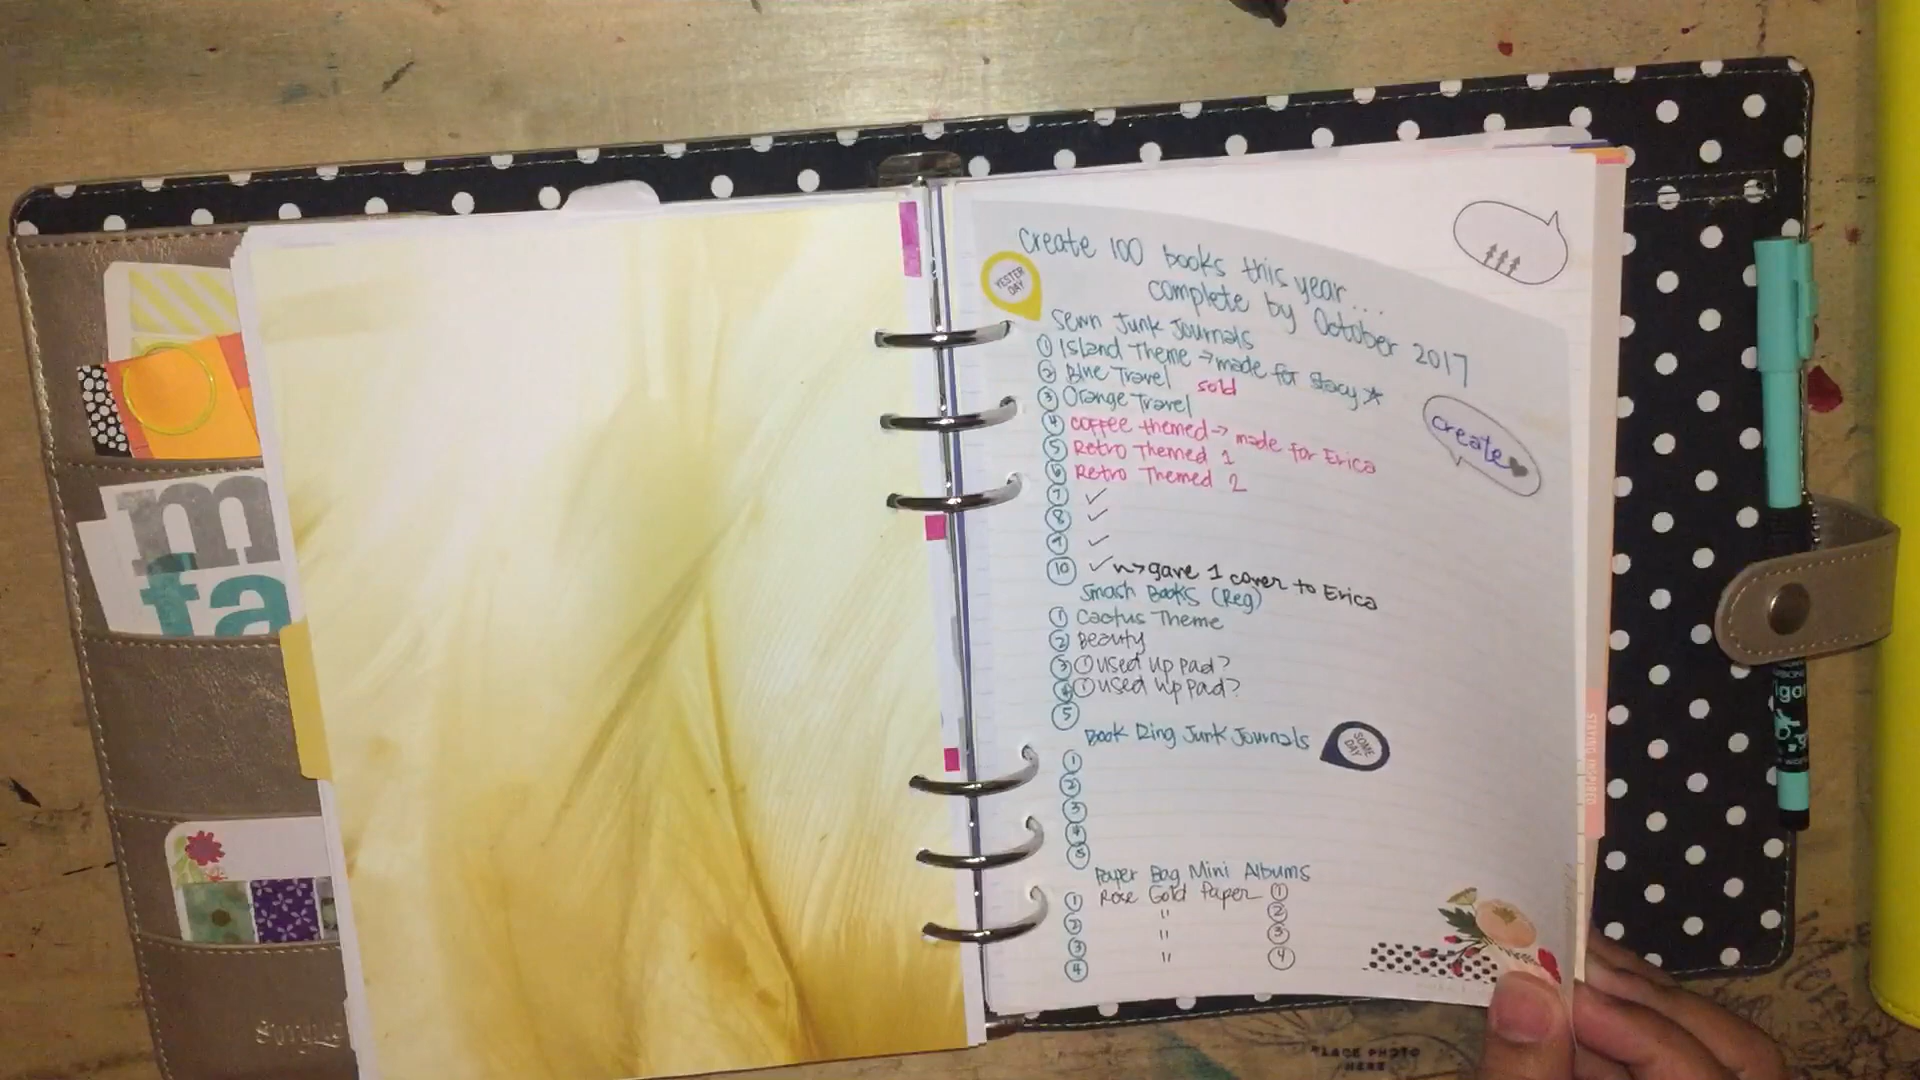 create 100 books this year...
complete by October 2017
YESTER
DAY
Sewn Junk Journals
① Island Theme → made for Stacy ☆
② Blue Travel sold
③ Orange Travel
④ coffee themed → made for Erica
⑤ Retro Themed 1
⑥ Retro Themed 2
⑦ ✓
⑧ ✓
⑨ ✓
⑩ ✓ → gave 1 cover to Erica
create
Smash Books (Reg)
① Cactus Theme
② Beauty
③ ① used up pad?
④ ① used up pad?
⑤
Book Ring Junk Journals
SOME
DAY
①
②
③
④
⑤
Paper Bag Mini Albums
① Rose Gold Paper ①
② " ②
③ " ③
④ " ④
m
fa
PLACE PHOTO
HERE